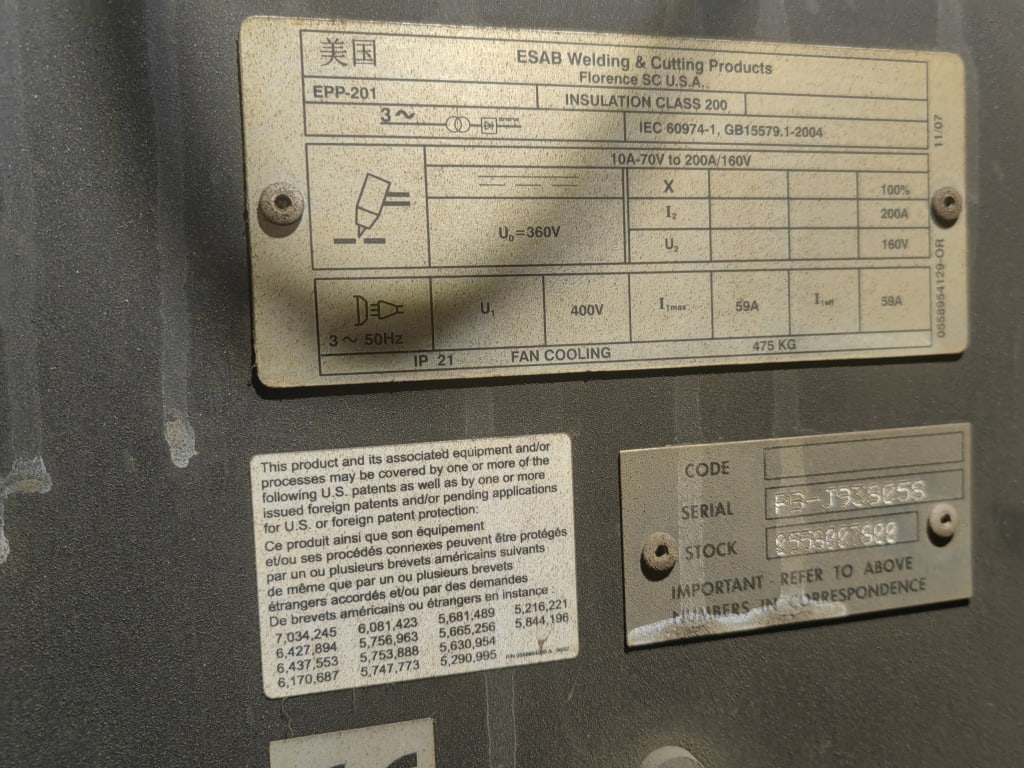 美国
ESAB Welding & Cutting Products
Florence SC U.S.A.
EPP-201
INSULATION CLASS 200
3～
IEC 60974-1, GB15579.1-2004
11/07
10A-70V to 200A/160V
X 100%
I₂ 200A
U₀=360V
U₂ 160V
U₁ 400V I₁max 59A I₁eff 59A
3～ 50Hz
IP 21 FAN COOLING 475 KG
0558954129-OR
This product and its associated equipment and/or
processes may be covered by one or more of the
following U.S. patents as well as by one or more
issued foreign patents and/or pending applications
for U.S. or foreign patent protection:
Ce produit ainsi que son équipement
et/ou ses procédés connexes peuvent être protégés
par un ou plusieurs brevets américains suivants
de même que par un ou plusieurs brevets
étrangers accordés et/ou par des demandes
De brevets américains ou étrangers en instance :
7,034,245 6,081,423 5,681,489 5,216,221
6,427,894 5,756,963 5,665,256 5,844,196
6,437,553 5,753,888 5,630,954
6,170,687 5,747,773 5,290,995
CODE
SERIAL
STOCK
IMPORTANT - REFER TO ABOVE
NUMBERS IN CORRESPONDENCE